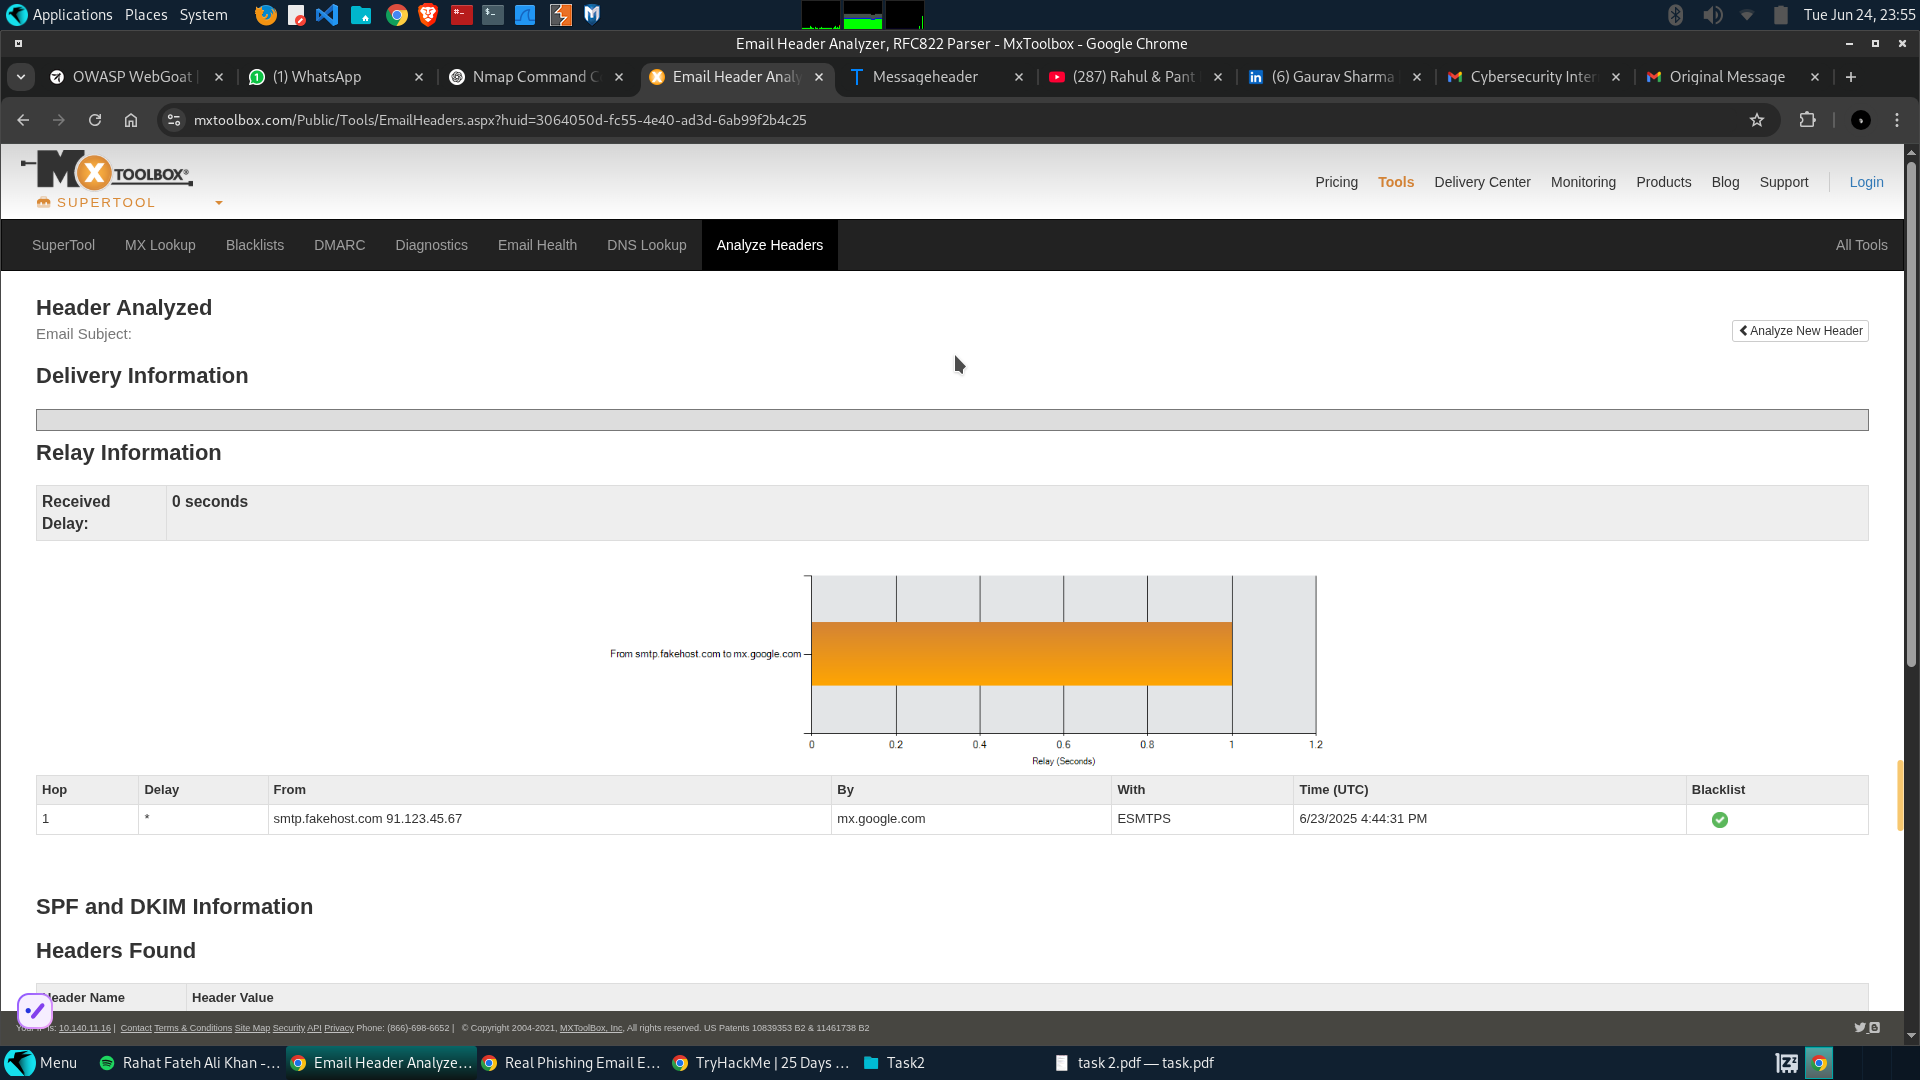 Applications Places System Tue Jun 24, 23:55
Email Header Analyzer, RFC822 Parser - MxToolbox - Google Chrome
OWASP WebGoat (1) WhatsApp Nmap Command C Email Header Analy Messageheader (287) Rahul & Pant (6) Gaurav Sharma Cybersecurity Inter Original Message
mxtoolbox.com/Public/Tools/EmailHeaders.aspx?huid=3064050d-fc55-4e40-ad3d-6ab99f2b4c25
MX TOOLBOX®
SUPERTOOL
Pricing Tools Delivery Center Monitoring Products Blog Support Login
SuperTool MX Lookup Blacklists DMARC Diagnostics Email Health DNS Lookup Analyze Headers All Tools
Header Analyzed
Email Subject:
Analyze New Header
Delivery Information
Relay Information
Received Delay: 0 seconds
From smtp.fakehost.com to mx.google.com
0 0.2 0.4 0.6 0.8 1 1.2
Relay (Seconds)
Hop Delay From By With Time (UTC) Blacklist
1 * smtp.fakehost.com 91.123.45.67 mx.google.com ESMTPS 6/23/2025 4:44:31 PM
SPF and DKIM Information
Headers Found
eader Name Header Value
10.140.11.16 | Contact Terms & Conditions Site Map Security API Privacy Phone: (866)-698-6652 | © Copyright 2004-2021, MXToolBox, Inc, All rights reserved. US Patents 10839353 B2 & 11461738 B2
Menu Rahat Fateh Ali Khan -... Email Header Analyze... Real Phishing Email E... TryHackMe | 25 Days ... Task2 task 2.pdf — task.pdf